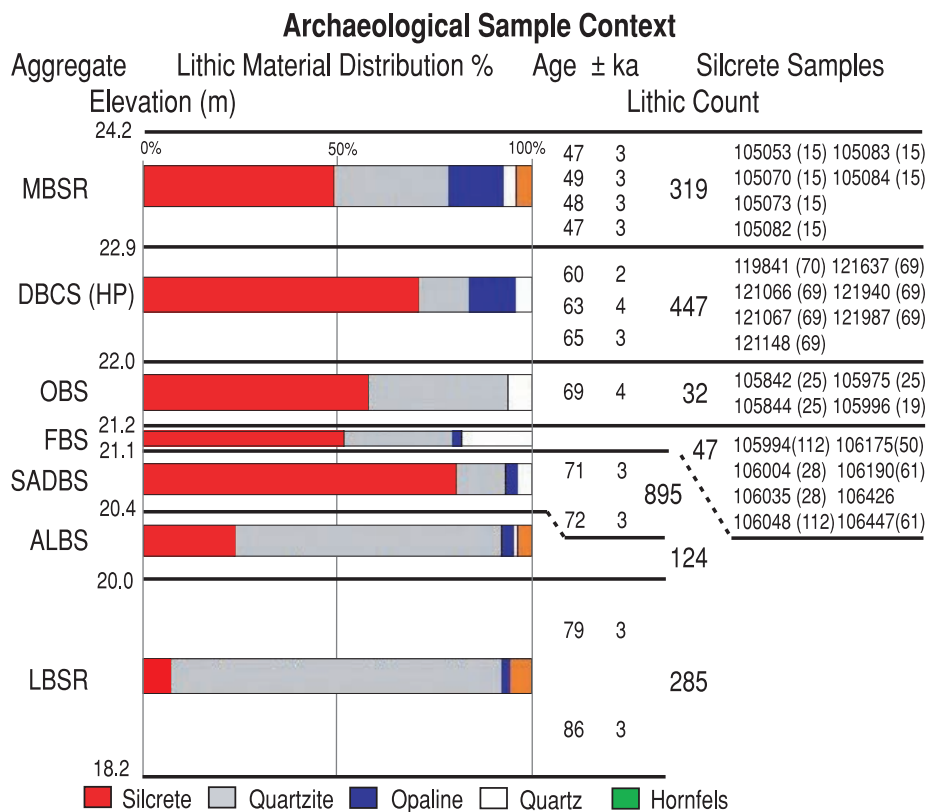 Archaeological Sample Context
Aggregate Lithic Material Distribution % Age ± ka Silcrete Samples
Elevation (m) Lithic Count
24.2
0% 50% 100%
MBSR
47 3
49 3
48 3
47 3
319
105053 (15) 105083 (15)
105070 (15) 105084 (15)
105073 (15)
105082 (15)
22.9
DBCS (HP)
60 2
63 4
65 3
447
119841 (70) 121637 (69)
121066 (69) 121940 (69)
121067 (69) 121987 (69)
121148 (69)
22.0
OBS
69 4
32
105842 (25) 105975 (25)
105844 (25) 105996 (19)
21.2
FBS
47
21.1
SADBS
71 3
895
72 3
105994(112) 106175(50)
106004 (28) 106190(61)
106035 (28) 106426
106048 (112) 106447(61)
20.4
ALBS
124
20.0
LBSR
79 3
285
86 3
18.2
Silcrete Quartzite Opaline Quartz Hornfels